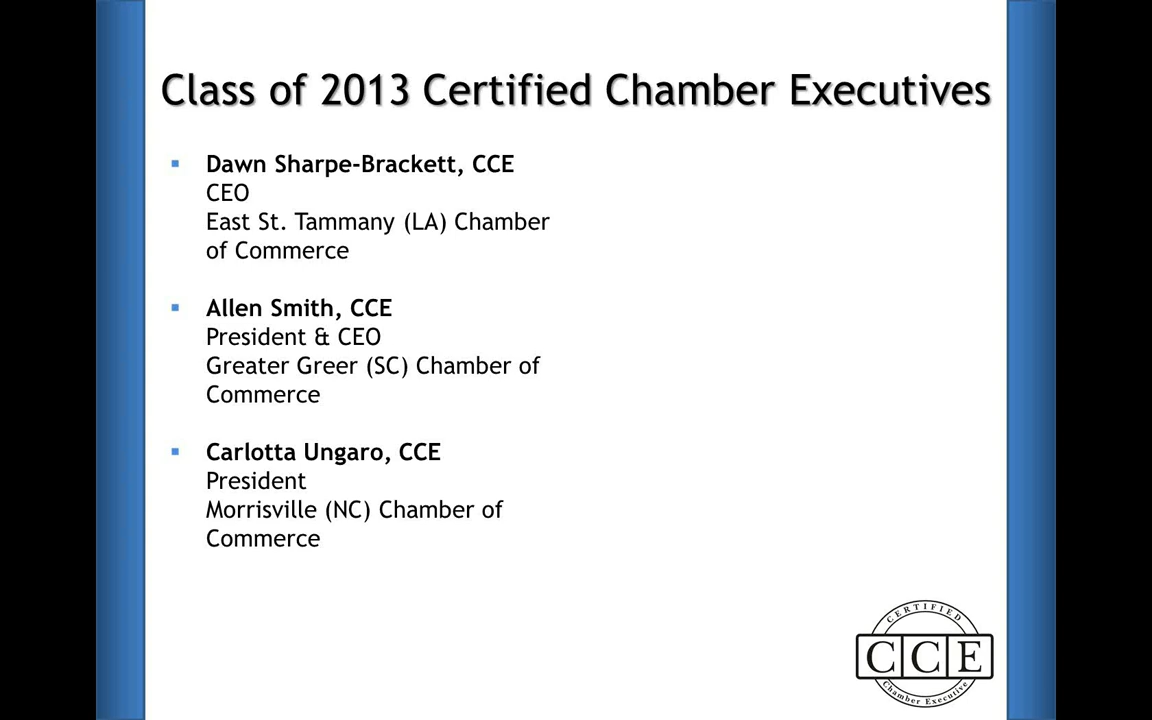 Class of 2013 Certified Chamber Executives
Dawn Sharpe-Brackett, CCE
CEO
East St. Tammany (LA) Chamber
of Commerce
Allen Smith, CCE
President & CEO
Greater Greer (SC) Chamber of
Commerce
Carlotta Ungaro, CCE
President
Morrisville (NC) Chamber of
Commerce
CERTIFIED
CCE
Chamber Executive